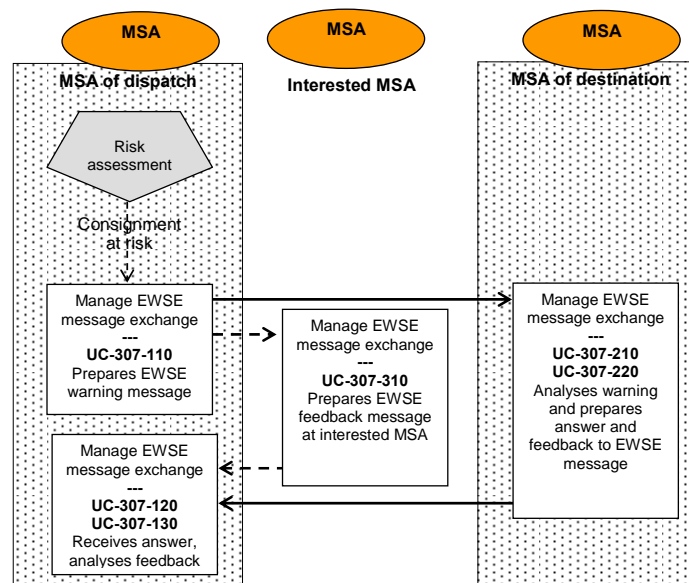 MSA
MSA
MSA
MSA of dispatch
Interested MSA
MSA of destination
Risk
assessment
Consignment
at risk
Manage EWSE
message exchange
---
UC-307-110
Prepares EWSE
warning message
Manage EWSE
message exchange
---
UC-307-310
Prepares EWSE
feedback message
at interested MSA
Manage EWSE
message exchange
---
UC-307-210
UC-307-220
Analyses warning
and prepares
answer and
feedback to EWSE
message
Manage EWSE
message exchange
---
UC-307-120
UC-307-130
Receives answer,
analyses feedback